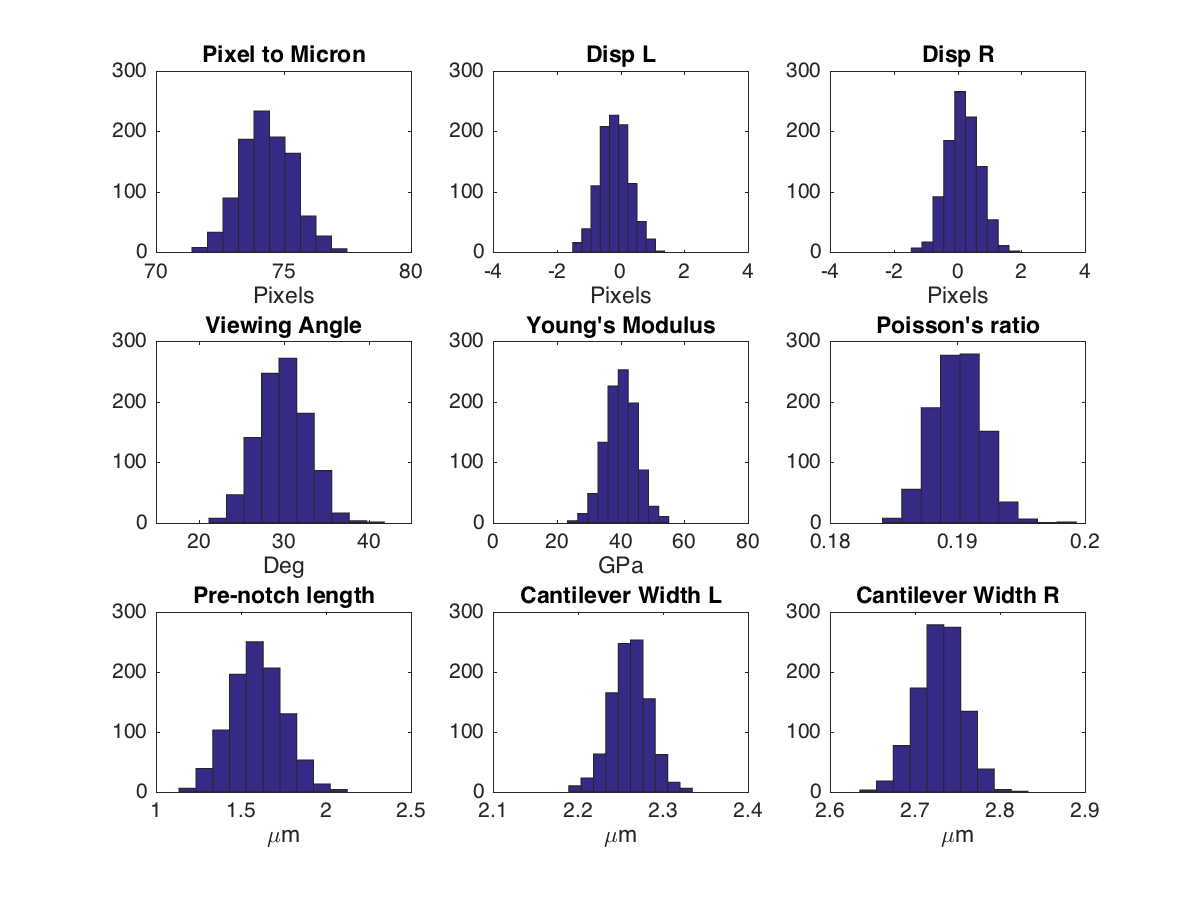 Pixel to Micron
300
200
100
0
70 75 80
Pixels
Disp L
300
200
100
0
-4 -2 0 2 4
Pixels
Disp R
300
200
100
0
-4 -2 0 2 4
Pixels
Viewing Angle
300
200
100
0
20 30 40
Deg
Young's Modulus
300
200
100
0
0 20 40 60 80
GPa
Poisson's ratio
300
200
100
0
0.18 0.19 0.2
Pre-notch length
300
200
100
0
1 1.5 2 2.5
μm
Cantilever Width L
300
200
100
0
2.1 2.2 2.3 2.4
μm
Cantilever Width R
300
200
100
0
2.6 2.7 2.8 2.9
μm